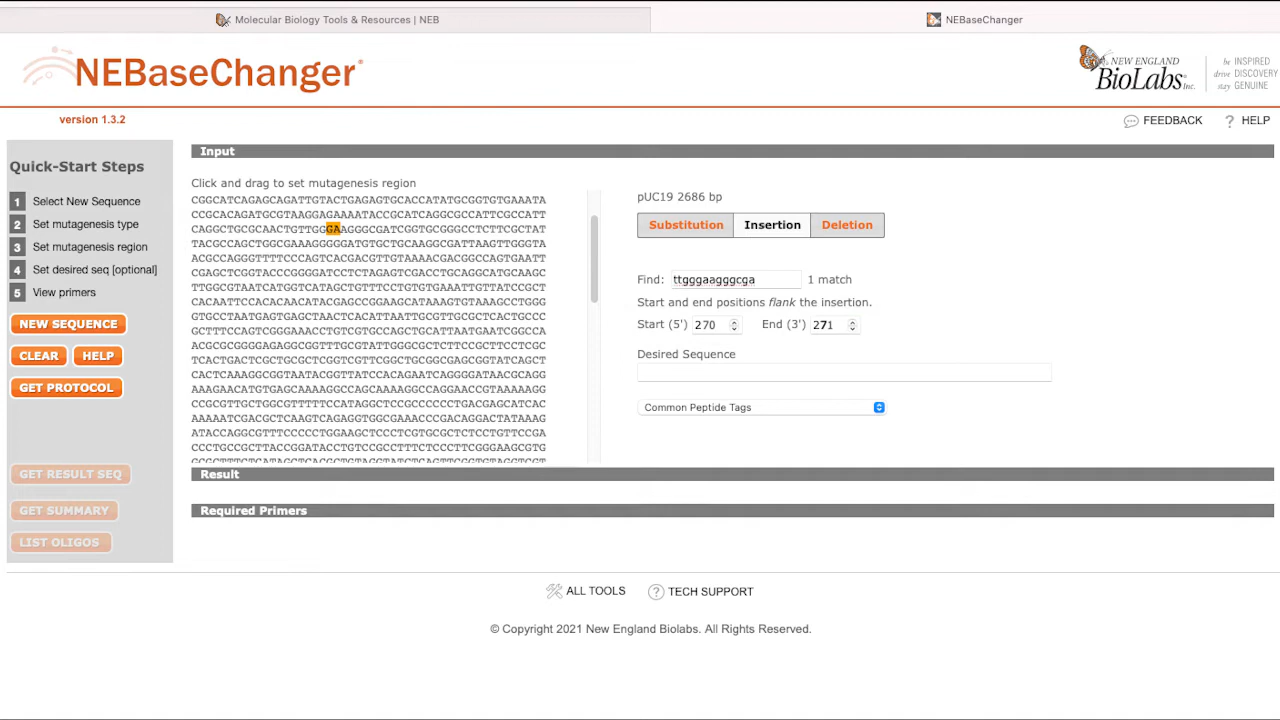 Molecular Biology Tools & Resources | NEB
NEBaseChanger
NEBaseChanger®
NEW ENGLAND
BioLabs® Inc.
be INSPIRED
drive DISCOVERY
stay GENUINE
version 1.3.2
FEEDBACK
? HELP
Quick-Start Steps
1 Select New Sequence
2 Set mutagenesis type
3 Set mutagenesis region
4 Set desired seq [optional]
5 View primers
NEW SEQUENCE
CLEAR HELP
GET PROTOCOL
GET RESULT SEQ
GET SUMMARY
LIST OLIGOS
Input
Click and drag to set mutagenesis region
CGGCATCAGAGCAGATTGTACTGAGAGTGCACCATATGCGGTGTGAAATA
CCGCACAGATGCGTAAGGAGAAAATACCGCATCAGGCGCCATTCGCCATT
CAGGCTGCGCAACTGTTGGGAAGGGCGATCGGTGCGGGCCTCTTCGCTAT
TACGCCAGCTGGCGAAAGGGGGATGTGCTGCAAGGCGATTAAGTTGGGTA
ACGCCAGGGTTTTCCCAGTCACGACGTTGTAAAACGACGGCCAGTGAATT
CGAGCTCGGTACCCGGGGATCCTCTAGAGTCGACCTGCAGGCATGCAAGC
TTGGCGTAATCATGGTCATAGCTGTTTCCTGTGTGAAATTGTTATCCGCT
CACAATTCCACACAACATACGAGCCGGAAGCATAAAGTGTAAAGCCTGGG
GTGCCTAATGAGTGAGCTAACTCACATTAATTGCGTTGCGCTCACTGCCC
GCTTTCCAGTCGGGAAACCTGTCGTGCCAGCTGCATTAATGAATCGGCCA
ACGCGCGGGGAGAGGCGGTTTGCGTATTGGGCGCTCTTCCGCTTCCTCGC
TCACTGACTCGCTGCGCTCGGTCGTTCGGCTGCGGCGAGCGGTATCAGCT
CACTCAAAGGCGGTAATACGGTTATCCACAGAATCAGGGGATAACGCAGG
AAAGAACATGTGAGCAAAAGGCCAGCAAAAGGCCAGGAACCGTAAAAAGG
CCGCGTTGCTGGCGTTTTTCCATAGGCTCCGCCCCCCTGACGAGCATCAC
AAAAATCGACGCTCAAGTCAGAGGTGGCGAAACCCGACAGGACTATAAAG
ATACCAGGCGTTTCCCCCTGGAAGCTCCCTCGTGCGCTCTCCTGTTCCGA
CCCTGCCGCTTACCGGATACCTGTCCGCCTTTCTCCCTTCGGGAAGCGTG
GCGCTTTCTCATAGCTCACGCTGTAGGTATCTCAGTTCGGTGTAGGTCGT
pUC19 2686 bp
Substitution Insertion Deletion
Find: ttgggaagggcga 1 match
Start and end positions flank the insertion.
Start (5') 270 End (3') 271
Desired Sequence
Common Peptide Tags
Result
Required Primers
ALL TOOLS ? TECH SUPPORT
© Copyright 2021 New England Biolabs. All Rights Reserved.